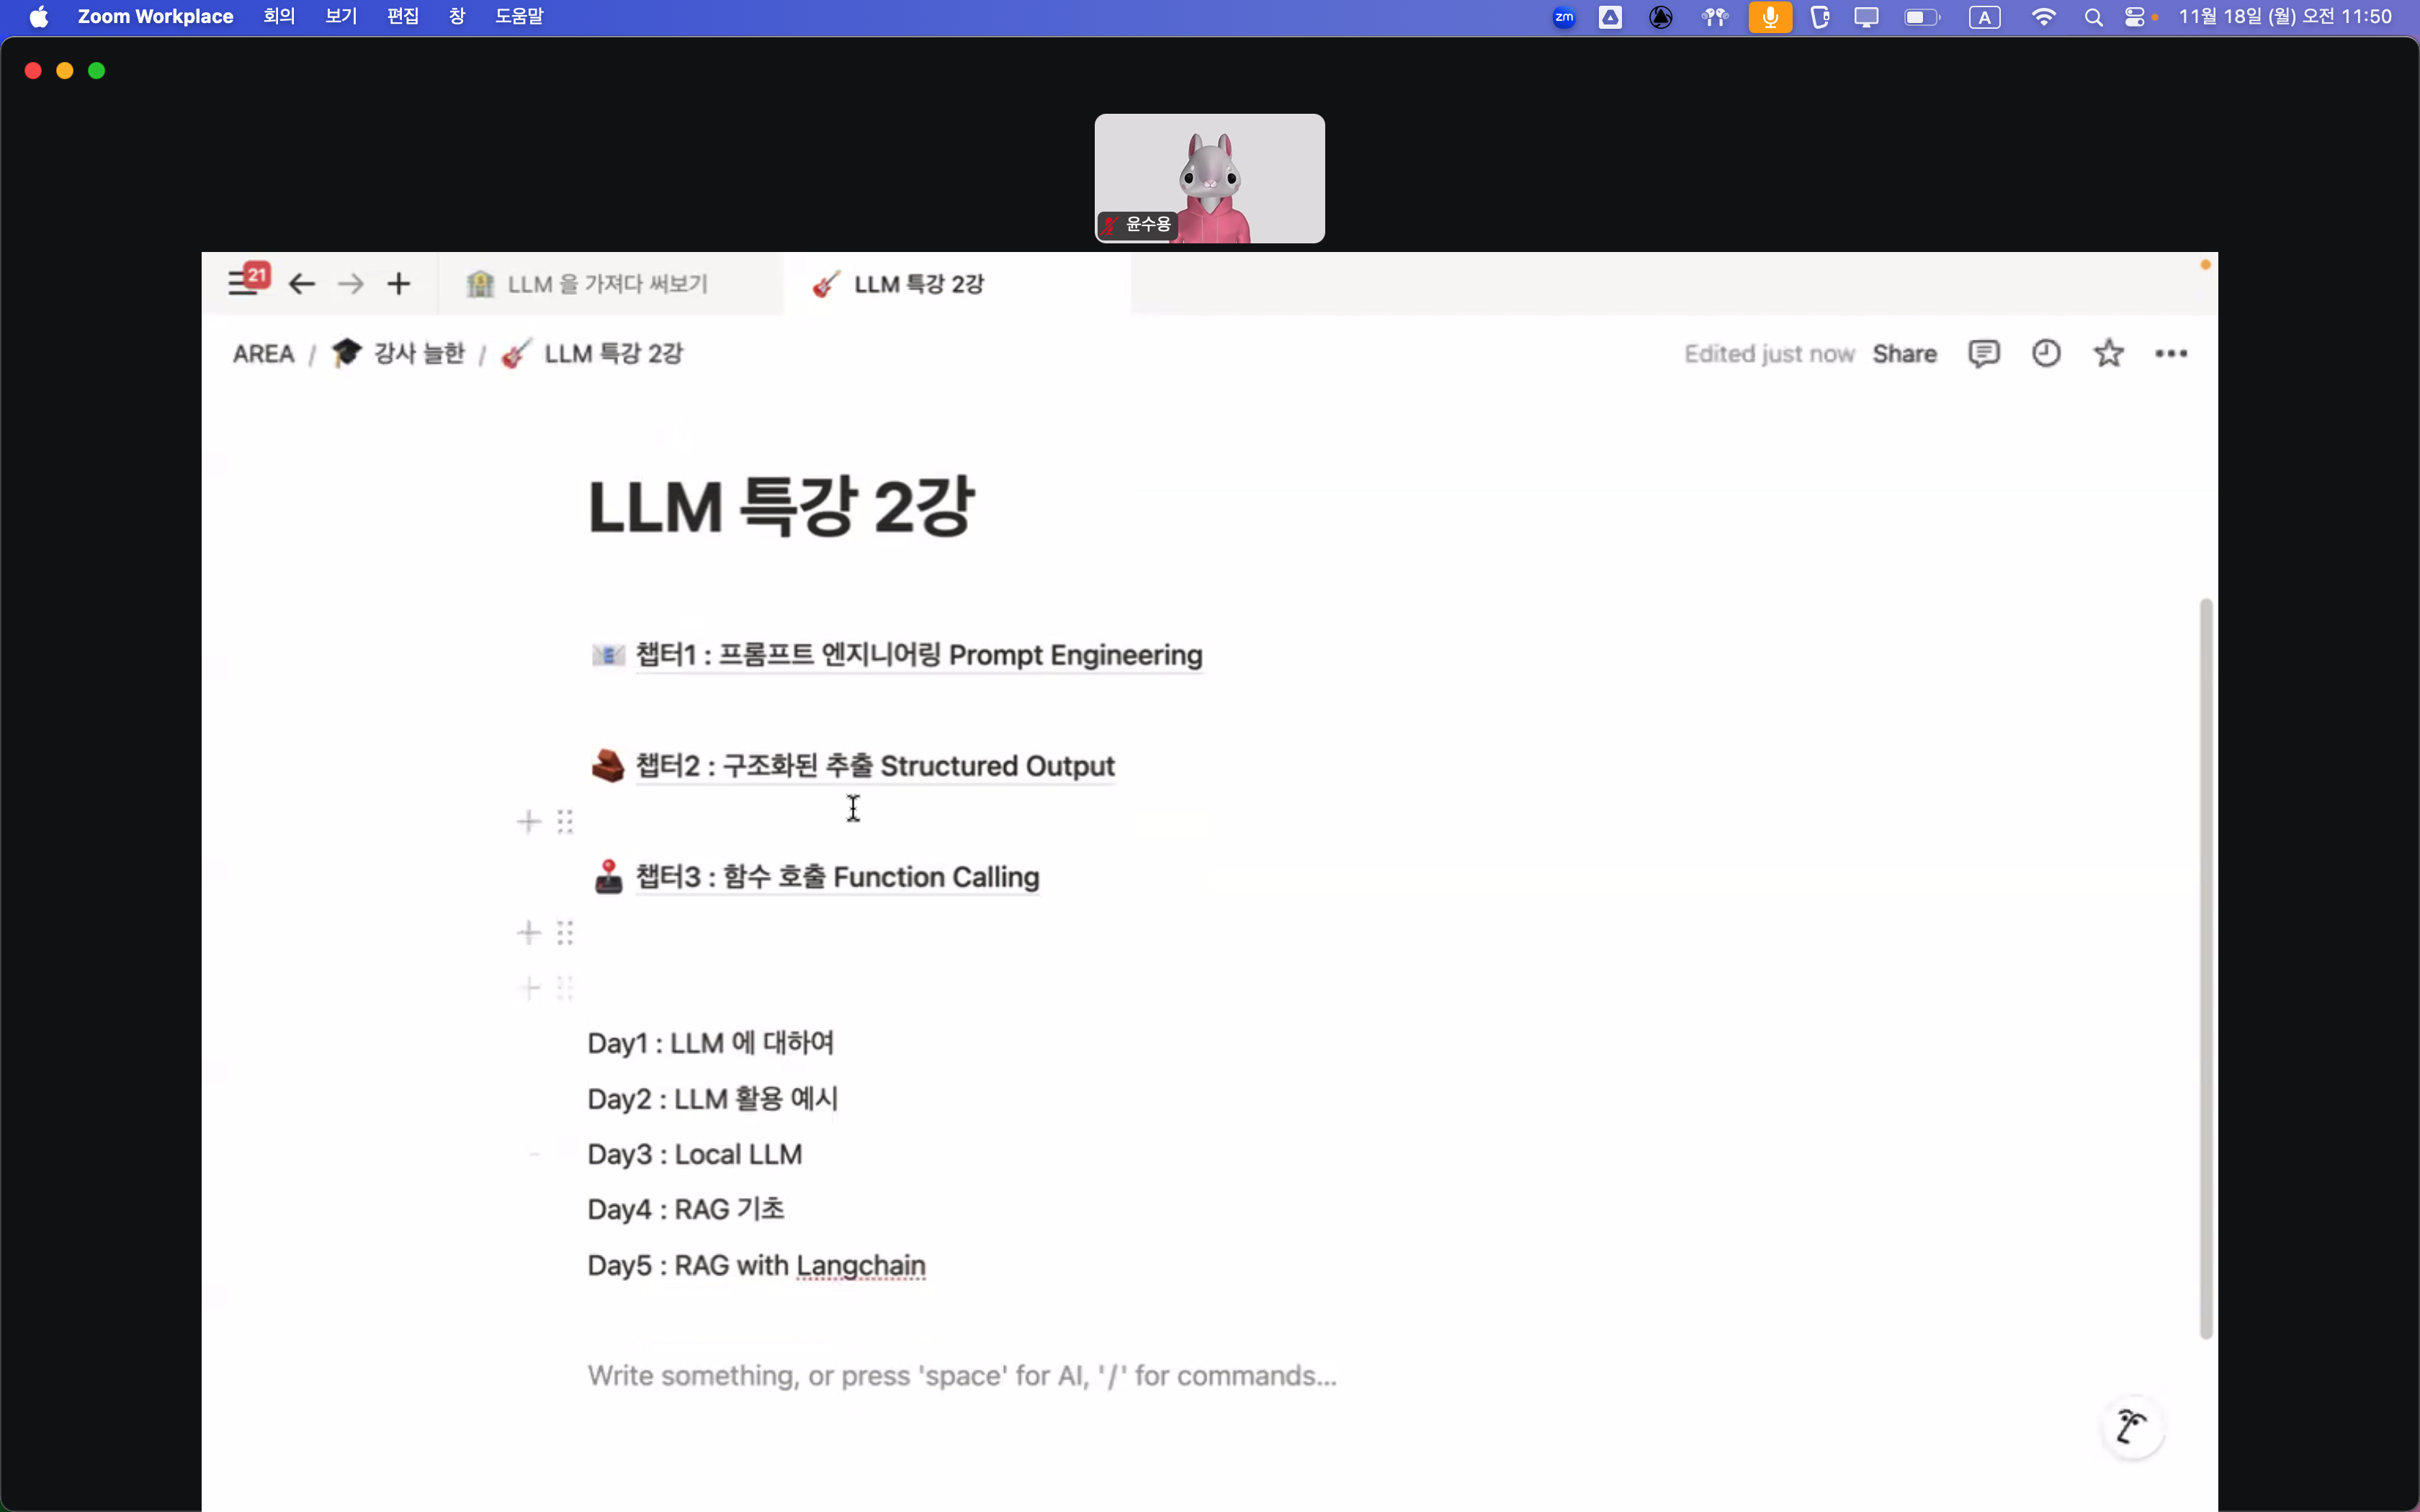 Zoom Workplace 회의 보기 편집 창 도움말 zm A 11월 18일 (월) 오전 11:50
윤수용
21 LLM 을 가져다 써보기 LLM 특강 2강
AREA / 강사 늘한 / LLM 특강 2강 Edited just now Share
LLM 특강 2강
챕터1 : 프롬프트 엔지니어링 Prompt Engineering
챕터2 : 구조화된 추출 Structured Output
챕터3 : 함수 호출 Function Calling
Day1 : LLM 에 대하여
Day2 : LLM 활용 예시
Day3 : Local LLM
Day4 : RAG 기초
Day5 : RAG with Langchain
Write something, or press 'space' for AI, '/' for commands...